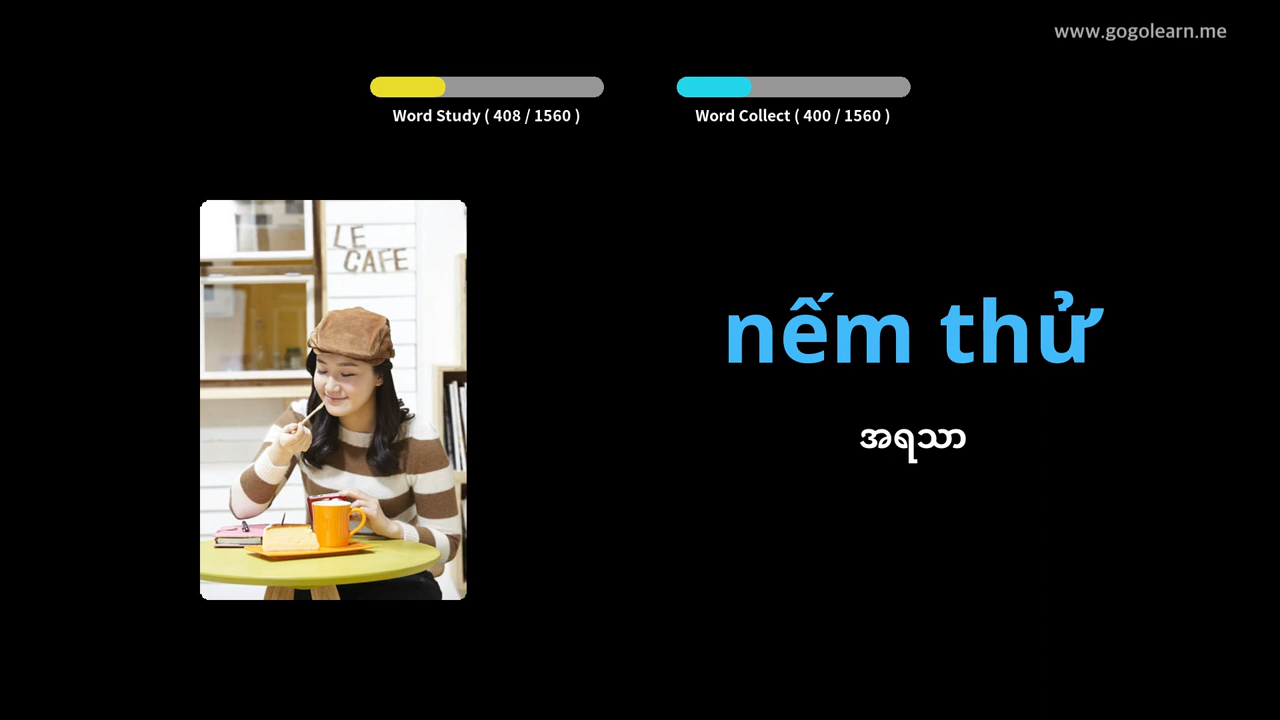 www.gogolearn.me
Word Study ( 408 / 1560 )
Word Collect ( 400 / 1560 )
LE
CAFE
nếm thử
အရသာ